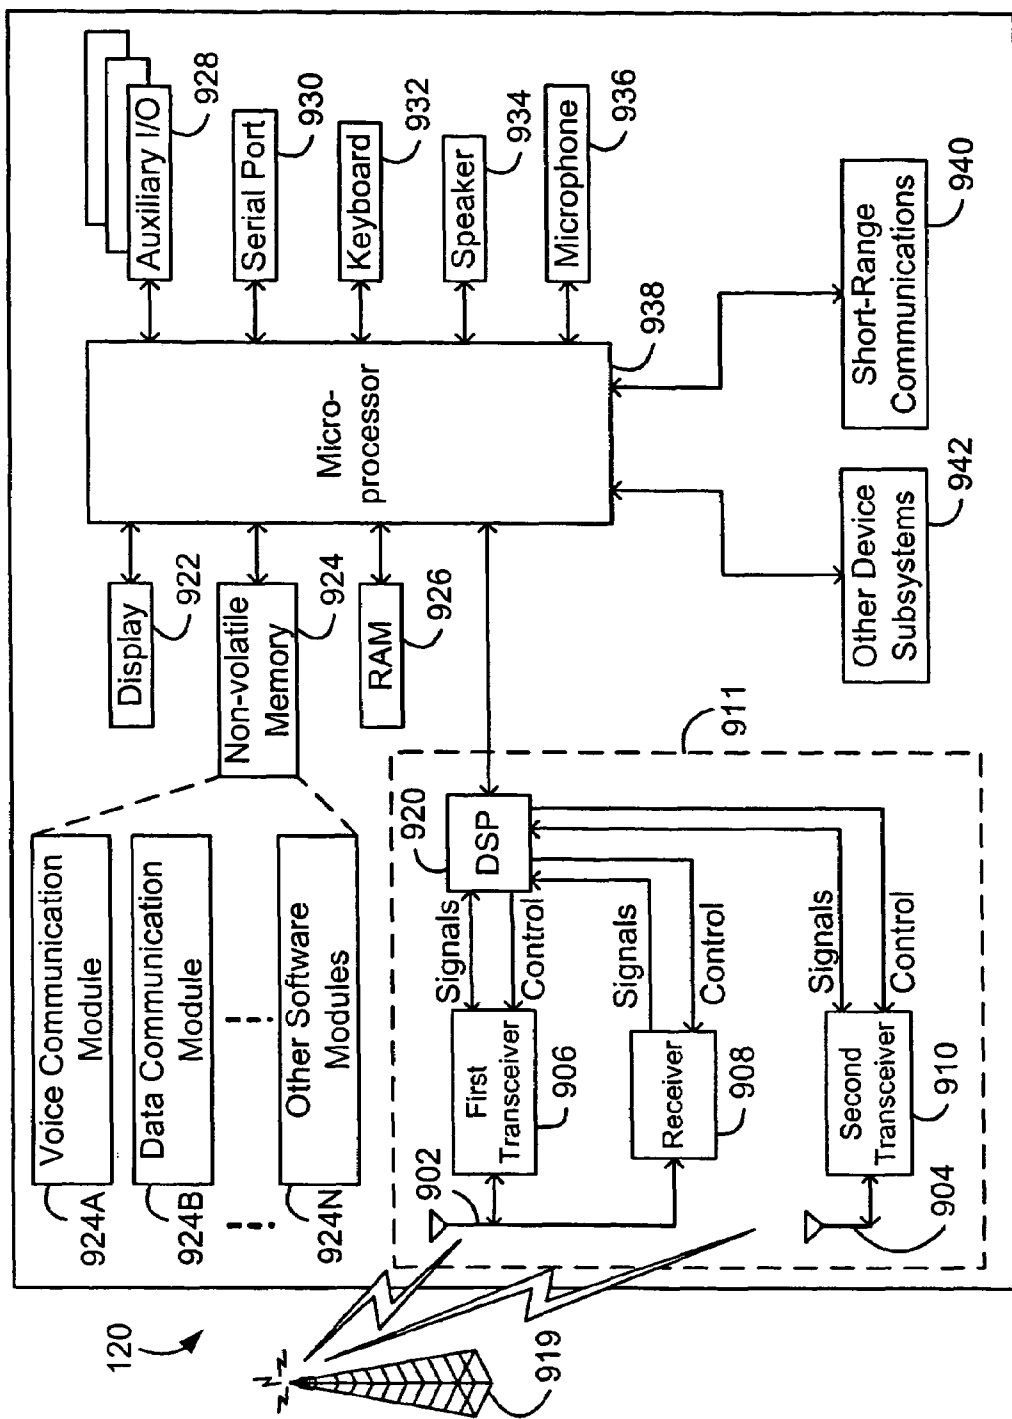 120
919
Voice Communication
Module
924A
Data Communication
Module
924B
Other Software
Modules
924N
Display
922
Non-volatile
Memory
924
RAM
926
Micro-
processor
938
Auxiliary I/O
928
Serial Port
930
Keyboard
932
Speaker
934
Microphone
936
Short-Range
Communications
940
Other Device
Subsystems
942
911
DSP
920
Signals
Control
First
Transceiver
906
902
Signals
Control
Receiver
908
Signals
Control
Second
Transceiver
910
904